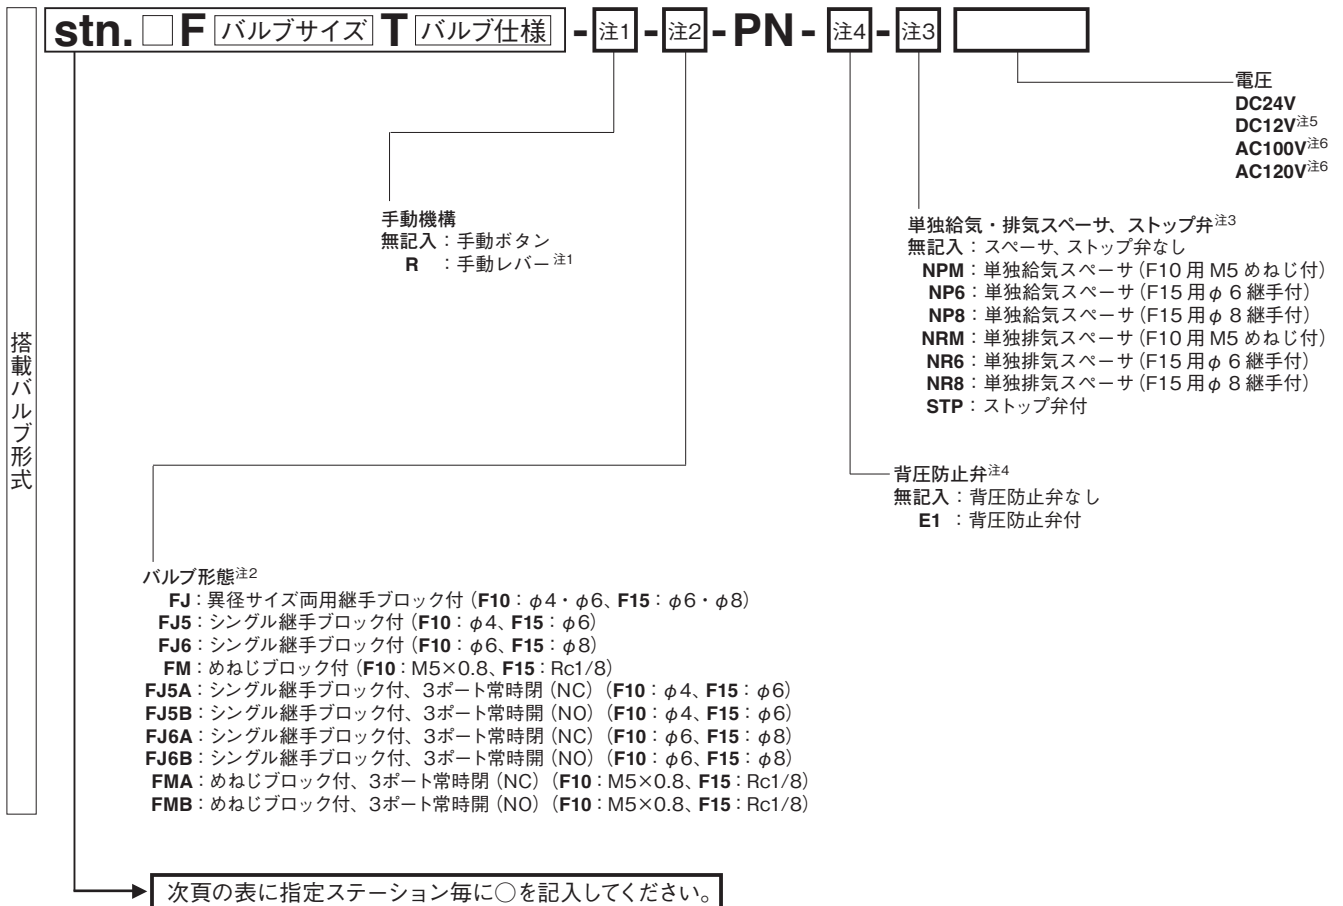 stn. □ F バルブサイズ T バルブ仕様 - 注1 - 注2 - PN - 注4 - 注3
電圧
DC24V
DC12V注5
AC100V注6
AC120V注6
手動機構
無記入：手動ボタン
R ：手動レバー注1
単独給気・排気スペーサ、ストップ弁注3
無記入：スペーサ、ストップ弁なし
NPM：単独給気スペーサ（F10用M5めねじ付）
NP6：単独給気スペーサ（F15用φ6継手付）
NP8：単独給気スペーサ（F15用φ8継手付）
NRM：単独排気スペーサ（F10用M5めねじ付）
NR6：単独排気スペーサ（F15用φ6継手付）
NR8：単独排気スペーサ（F15用φ8継手付）
STP：ストップ弁付
搭載バルブ形式
背圧防止弁注4
無記入：背圧防止弁なし
E1 ：背圧防止弁付
バルブ形態注2
FJ：異径サイズ両用継手ブロック付（F10：φ4・φ6、F15：φ6・φ8）
FJ5：シングル継手ブロック付（F10：φ4、F15：φ6）
FJ6：シングル継手ブロック付（F10：φ6、F15：φ8）
FM：めねじブロック付（F10：M5×0.8、F15：Rc1/8）
FJ5A：シングル継手ブロック付、3ポート常時閉（NC）（F10：φ4、F15：φ6）
FJ5B：シングル継手ブロック付、3ポート常時開（NO）（F10：φ4、F15：φ6）
FJ6A：シングル継手ブロック付、3ポート常時閉（NC）（F10：φ6、F15：φ8）
FJ6B：シングル継手ブロック付、3ポート常時開（NO）（F10：φ6、F15：φ8）
FMA：めねじブロック付、3ポート常時閉（NC）（F10：M5×0.8、F15：Rc1/8）
FMB：めねじブロック付、3ポート常時開（NO）（F10：M5×0.8、F15：Rc1/8）
次頁の表に指定ステーション毎に○を記入してください。